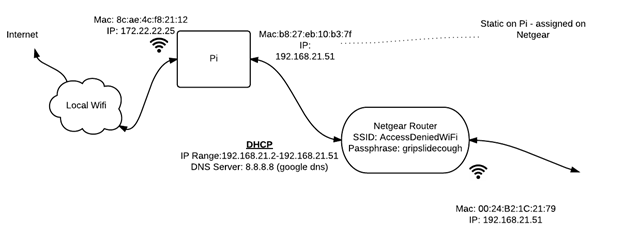 Internet
Local Wifi
Mac: 8c:ae:4c:f8:21:12
IP: 172.22.22.25
Pi
Mac:b8:27:eb:10:b3:7f
IP:
192.168.21.51
Static on Pi - assigned on
Netgear
DHCP
IP Range:192.168.21.2-192.168.21.51
DNS Server: 8.8.8.8 (google dns)
Netgear Router
SSID: AccessDeniedWiFi
Passphrase: gripslidecough
Mac: 00:24:B2:1C:21:79
IP: 192.168.21.51